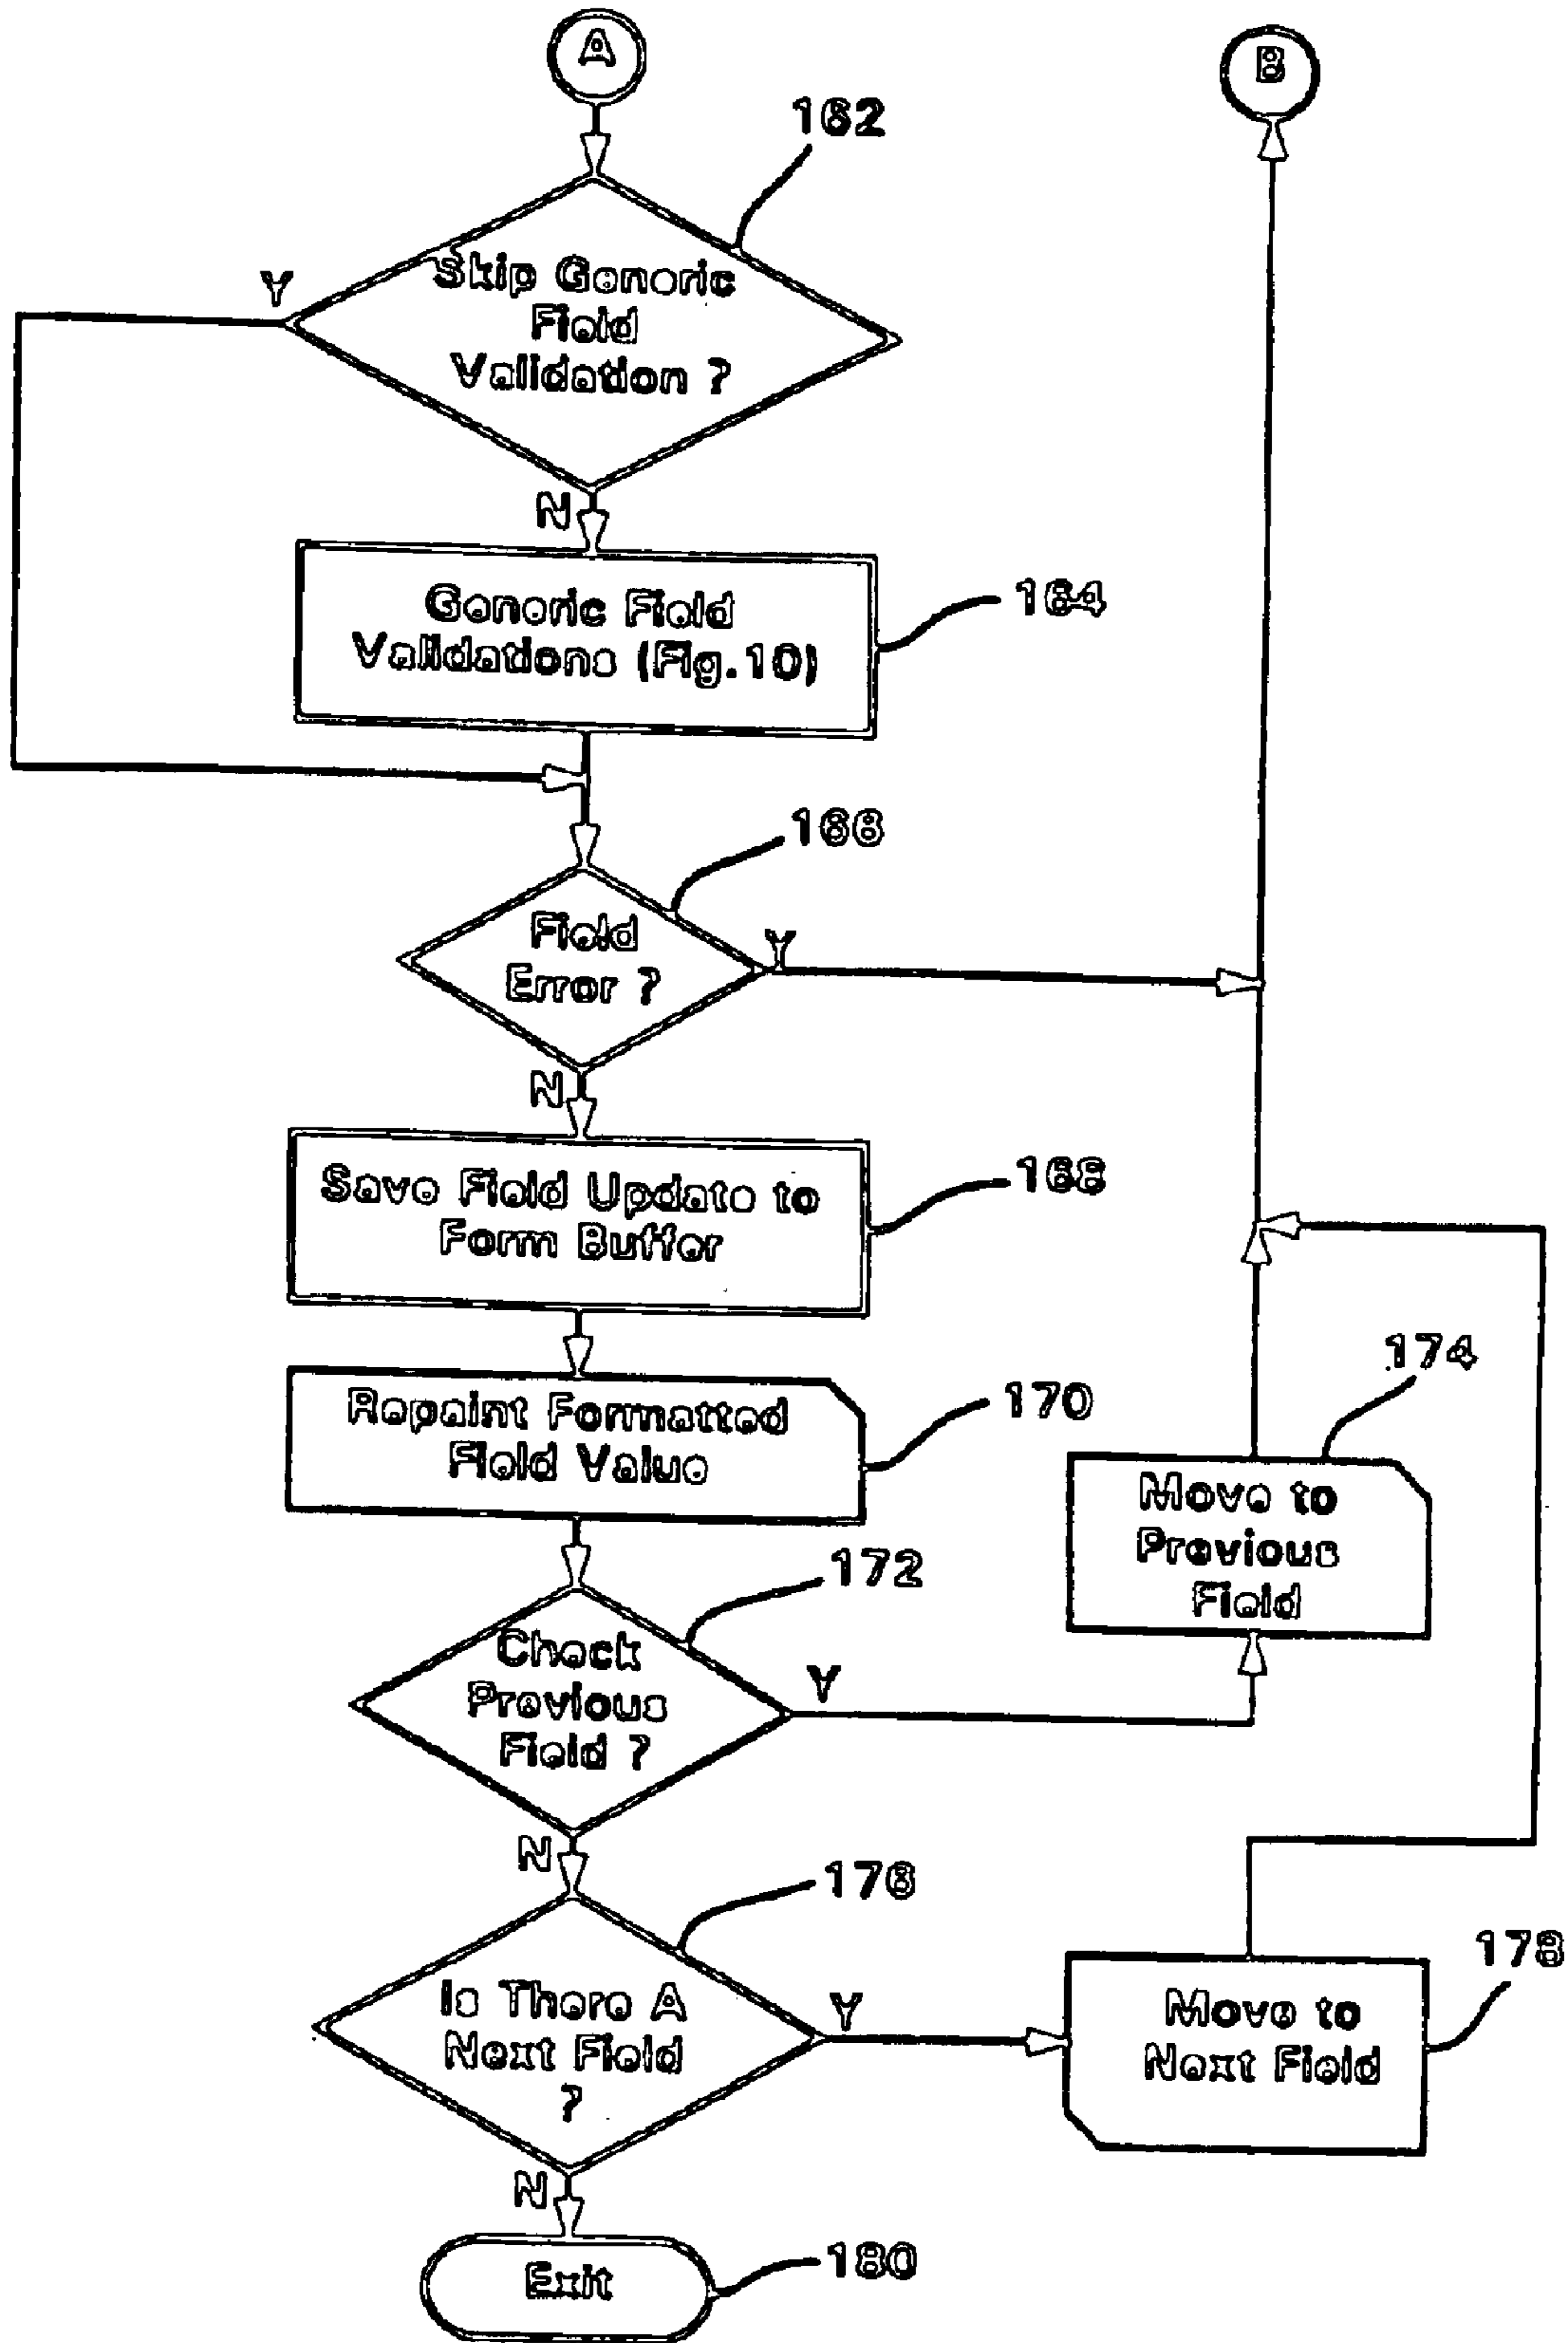 A
B
162
Y
Skip Generic
Field
Validation ?
N
Generic Field
Validations (Fig.10)
164
166
Field
Error ?
Y
N
Save Field Update to
Form Buffer
168
Repaint Formatted
Field Value
170
174
Move to
Previous
Field
172
Check
Previous
Field ?
Y
N
176
Is There A
Next Field
?
Y
Move to
Next Field
178
N
Exit
180